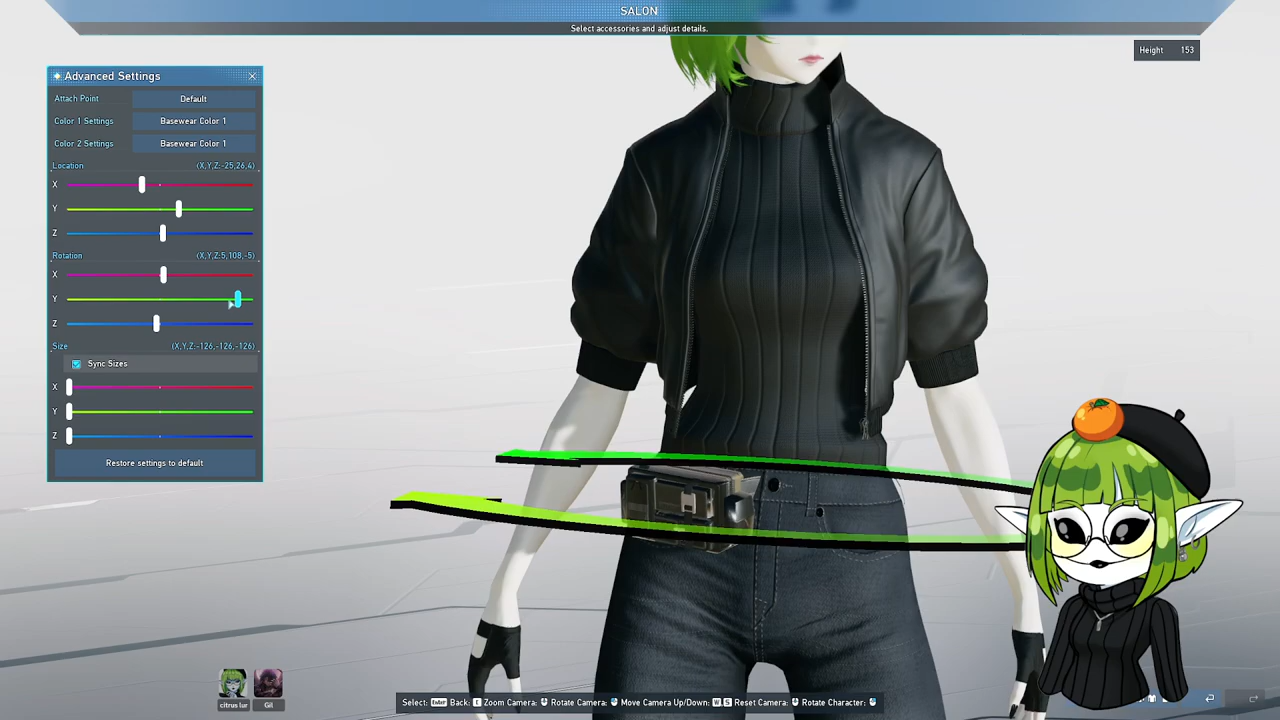 SALON
Select accessories and adjust details.
Height 153
Advanced Settings
Attach Point Default
Color 1 Settings Basewear Color 1
Color 2 Settings Basewear Color 1
Location (X,Y,Z:-25,26,4)
X
Y
Z
Rotation (X,Y,Z:5,108,-5)
X
Y
Z
Size (X,Y,Z:-126,-126,-126)
Sync Sizes
X
Y
Z
Restore settings to default
citrus lur Gil
Select: Enter Back: Zoom Camera: Rotate Camera: Move Camera Up/Down: W,S Reset Camera: Rotate Character: